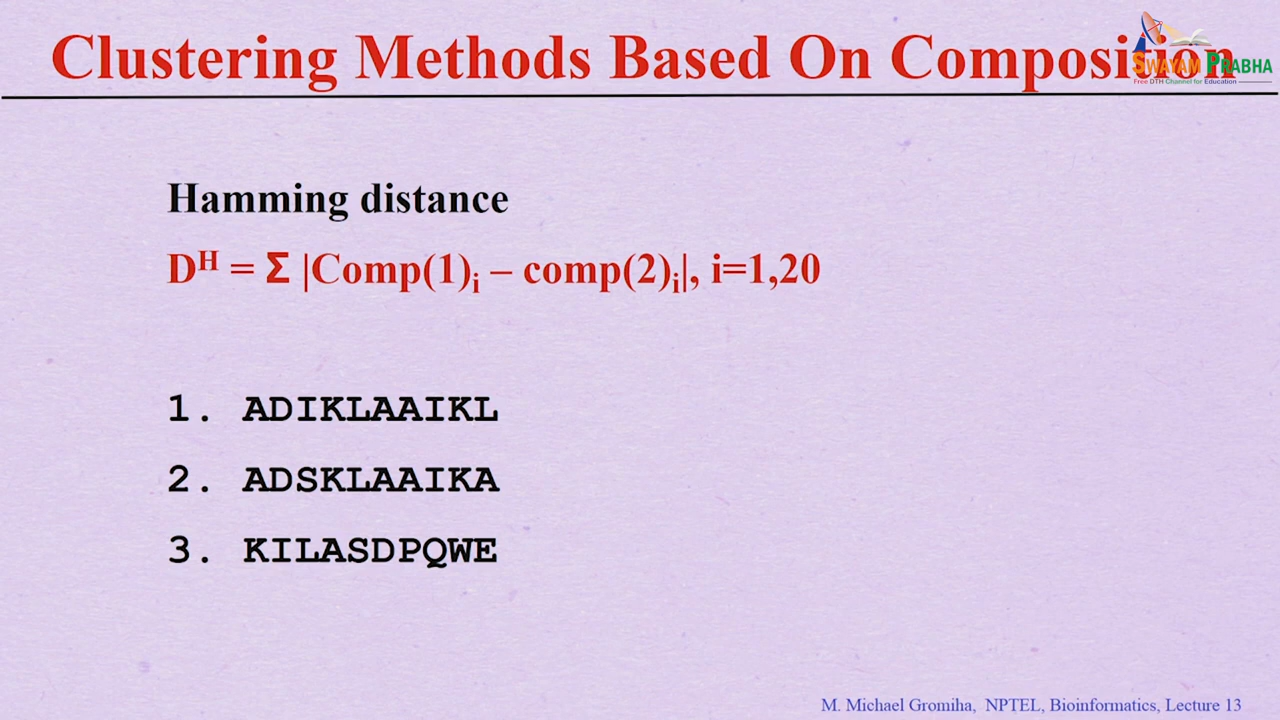 Clustering Methods Based On Composition
SWAYAM PRABHA
Free DTH Channel for Education
Hamming distance
Dᴴ = Σ |Comp(1)ᵢ – comp(2)ᵢ|, i=1,20
1. ADIKLAAIKL
2. ADSKLAAIKA
3. KILASDPQWE
M. Michael Gromiha, NPTEL, Bioinformatics, Lecture 13